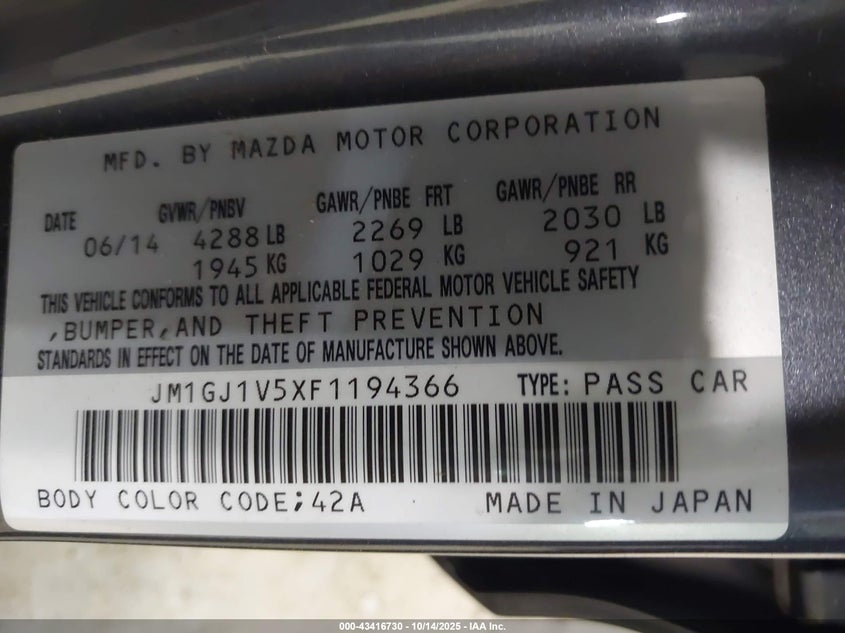 MFD. BY MAZDA MOTOR CORPORATION
DATE GVWR/PNBV GAWR/PNBE FRT GAWR/PNBE RR
06/14 4288 LB 2269 LB 2030 LB
1945 KG 1029 KG 921 KG
THIS VEHICLE CONFORMS TO ALL APPLICABLE FEDERAL MOTOR VEHICLE SAFETY
,BUMPER,AND THEFT PREVENTION
STANDARDS IN EFFECT ON THE DATE OF MANUFACTURE SHOWN ABOVE.
JM1GJ1V5XF1194366 TYPE: PASS CAR
BODY COLOR CODE;42A MADE IN JAPAN
000-43416730 - 10/14/2025 - IAA Inc.